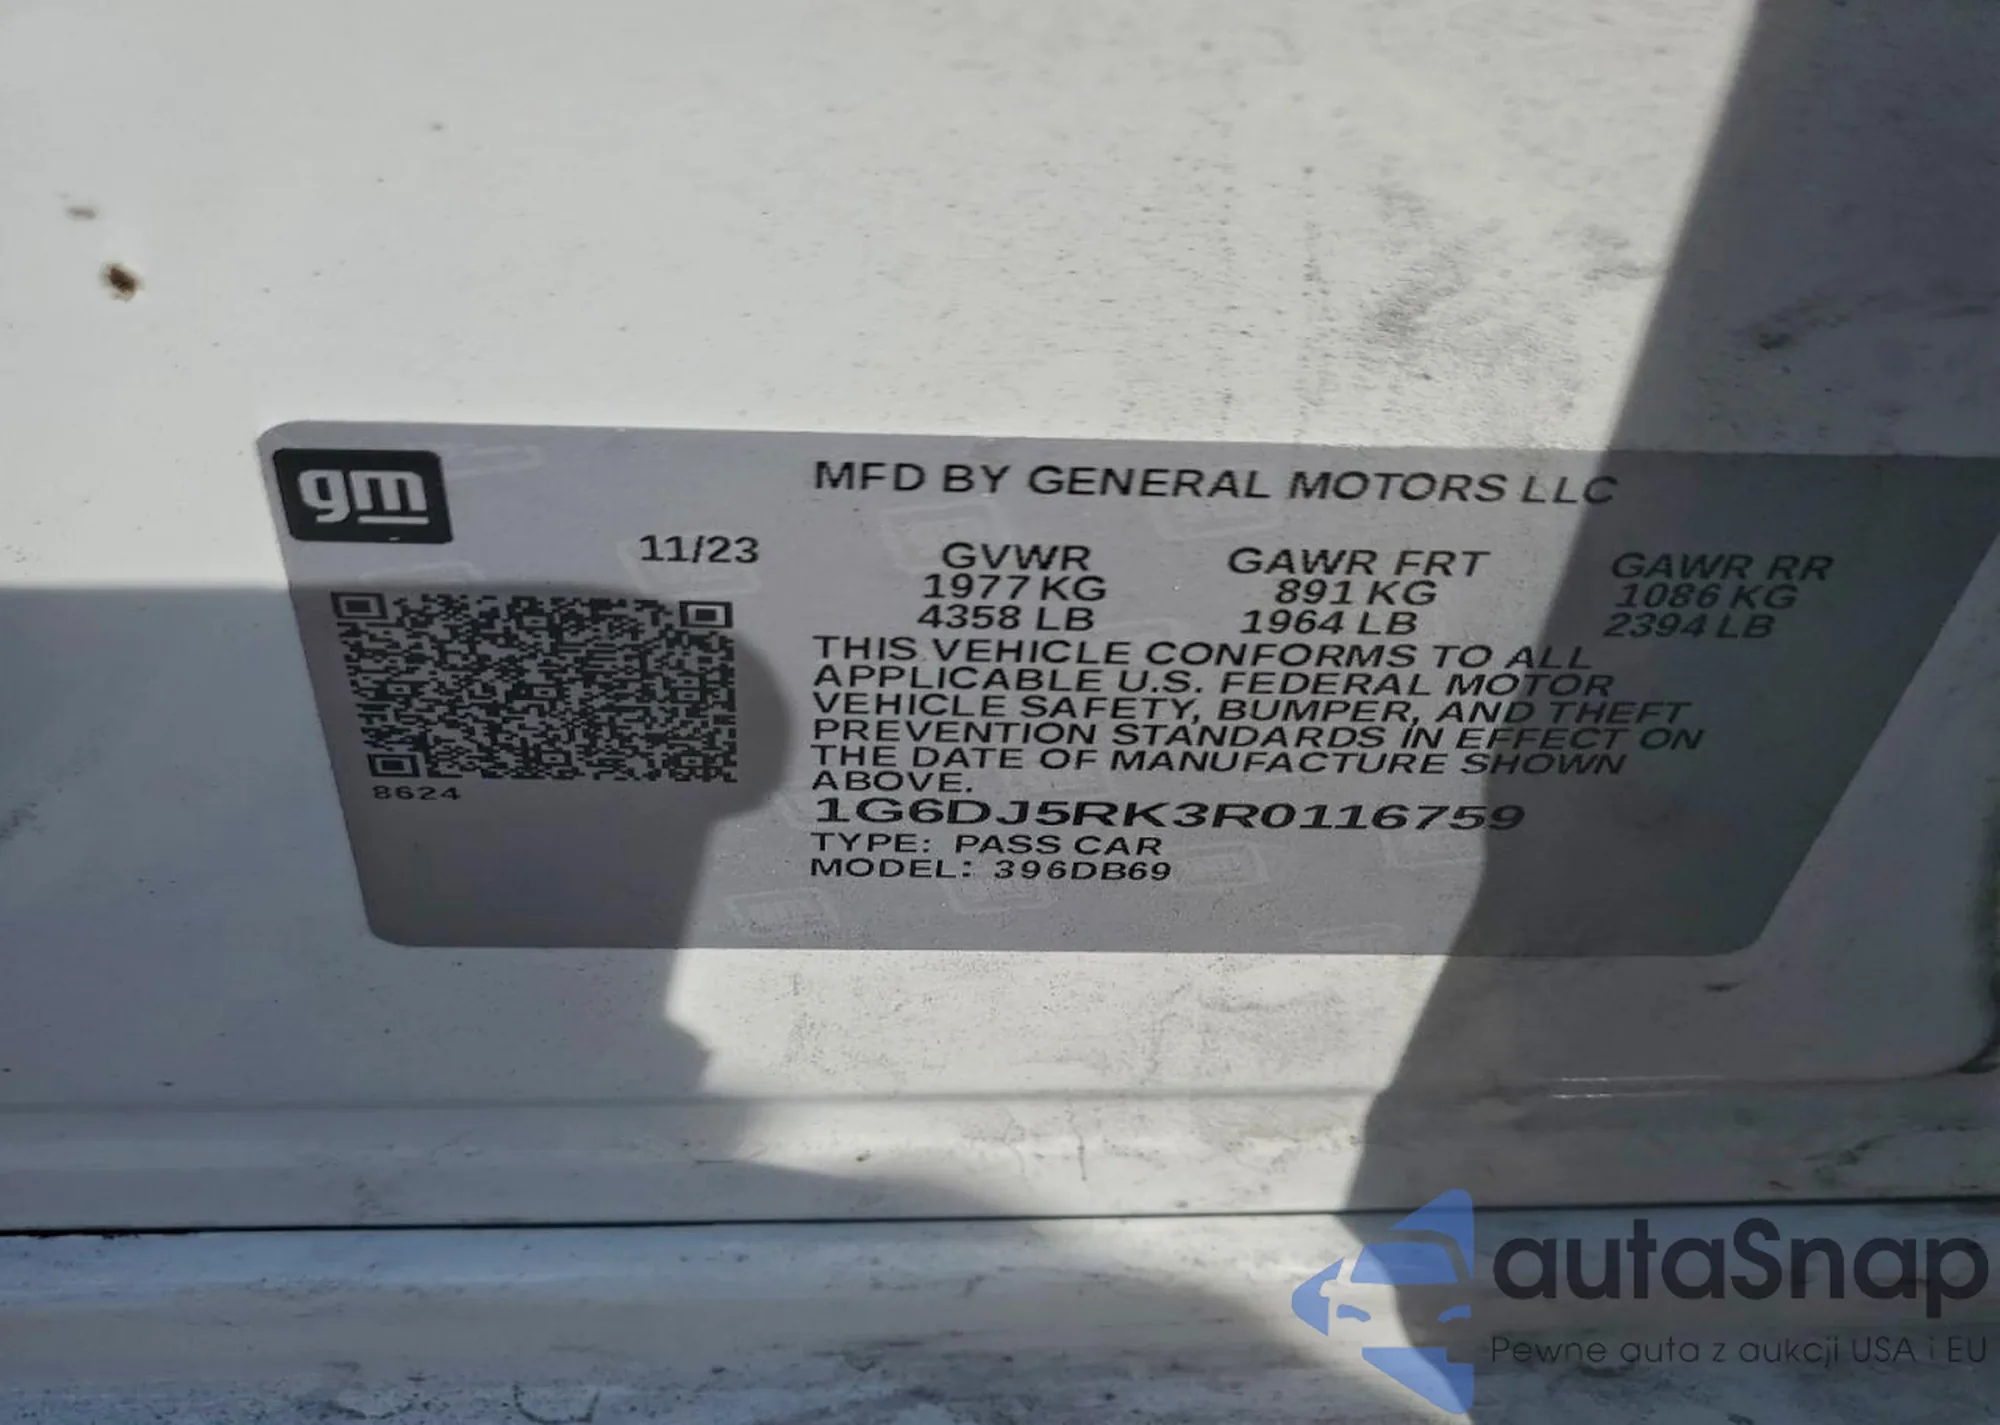 gm
MFD BY GENERAL MOTORS LLC
11/23
GVWR GAWR FRT GAWR RR
1977 KG 891 KG 1086 KG
4358 LB 1964 LB 2394 LB
THIS VEHICLE CONFORMS TO ALL
APPLICABLE U.S. FEDERAL MOTOR
VEHICLE SAFETY, BUMPER, AND THEFT
PREVENTION STANDARDS IN EFFECT ON
THE DATE OF MANUFACTURE SHOWN
ABOVE.
8624
1G6DJ5RK3R0116759
TYPE: PASS CAR
MODEL: 396DB69
autaSnap
Pewne auta z aukcji USA i EU